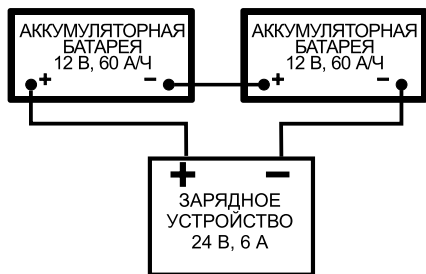 АККУМУЛЯТОРНАЯ
БАТАРЕЯ
12 В, 60 А/Ч
+ –
АККУМУЛЯТОРНАЯ
БАТАРЕЯ
12 В, 60 А/Ч
+ –
+ –
ЗАРЯДНОЕ
УСТРОЙСТВО
24 В, 6 А